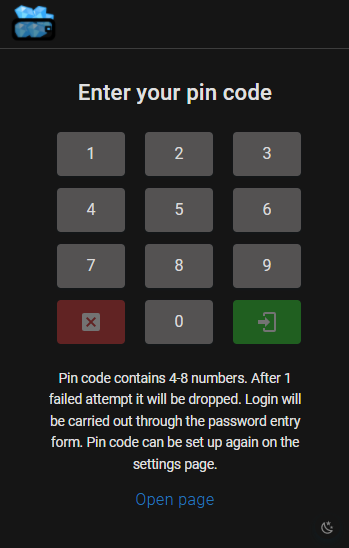 Enter your pin code
1 2 3
4 5 6
7 8 9
0
Pin code contains 4-8 numbers. After 1
failed attempt it will be dropped. Login will
be carried out through the password entry
form. Pin code can be set up again on the
settings page.
Open page